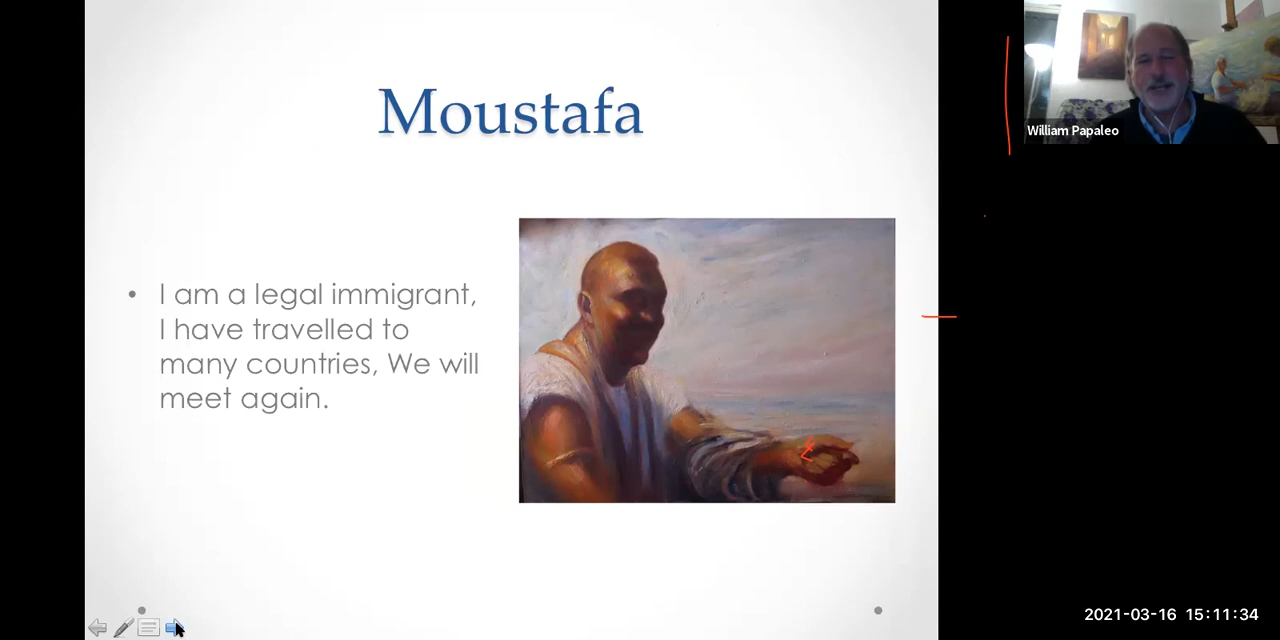 Moustafa
• I am a legal immigrant,
I have travelled to
many countries, We will
meet again.
William Papaleo
2021-03-16 15:11:34